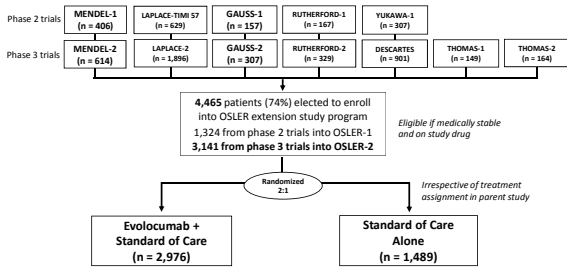 Phase 2 trials
MENDEL-1
(n = 406)
LAPLACE-TIMI 57
(n = 629)
GAUSS-1
(n = 157)
RUTHERFORD-1
(n = 167)
YUKAWA-1
(n = 307)
Phase 3 trials
MENDEL-2
(n = 614)
LAPLACE-2
(n = 1,896)
GAUSS-2
(n = 307)
RUTHERFORD-2
(n = 329)
DESCARTES
(n = 901)
THOMAS-1
(n = 149)
THOMAS-2
(n = 164)
4,465 patients (74%) elected to enroll
into OSLER extension study program
1,324 from phase 2 trials into OSLER-1
3,141 from phase 3 trials into OSLER-2
Eligible if medically stable
and on study drug
Randomized
2:1
Irrespective of treatment
assignment in parent study
Evolocumab +
Standard of Care
(n = 2,976)
Standard of Care
Alone
(n = 1,489)